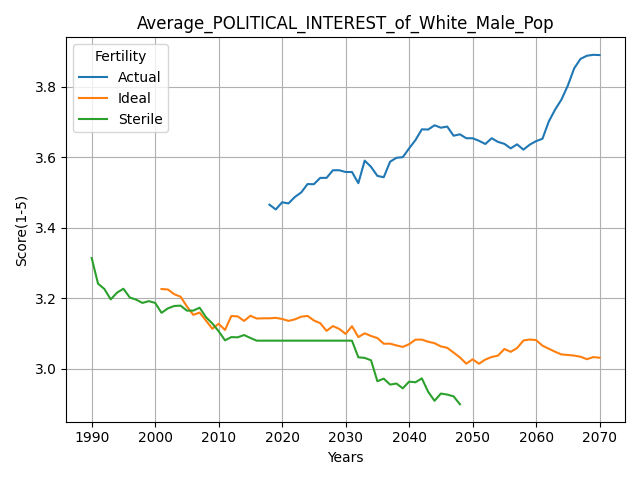 Average_POLITICAL_INTEREST_of_White_Male_Pop
Fertility
Actual
Ideal
Sterile
Score(1-5)
3.8
3.6
3.4
3.2
3.0
1990 2000 2010 2020 2030 2040 2050 2060 2070
Years